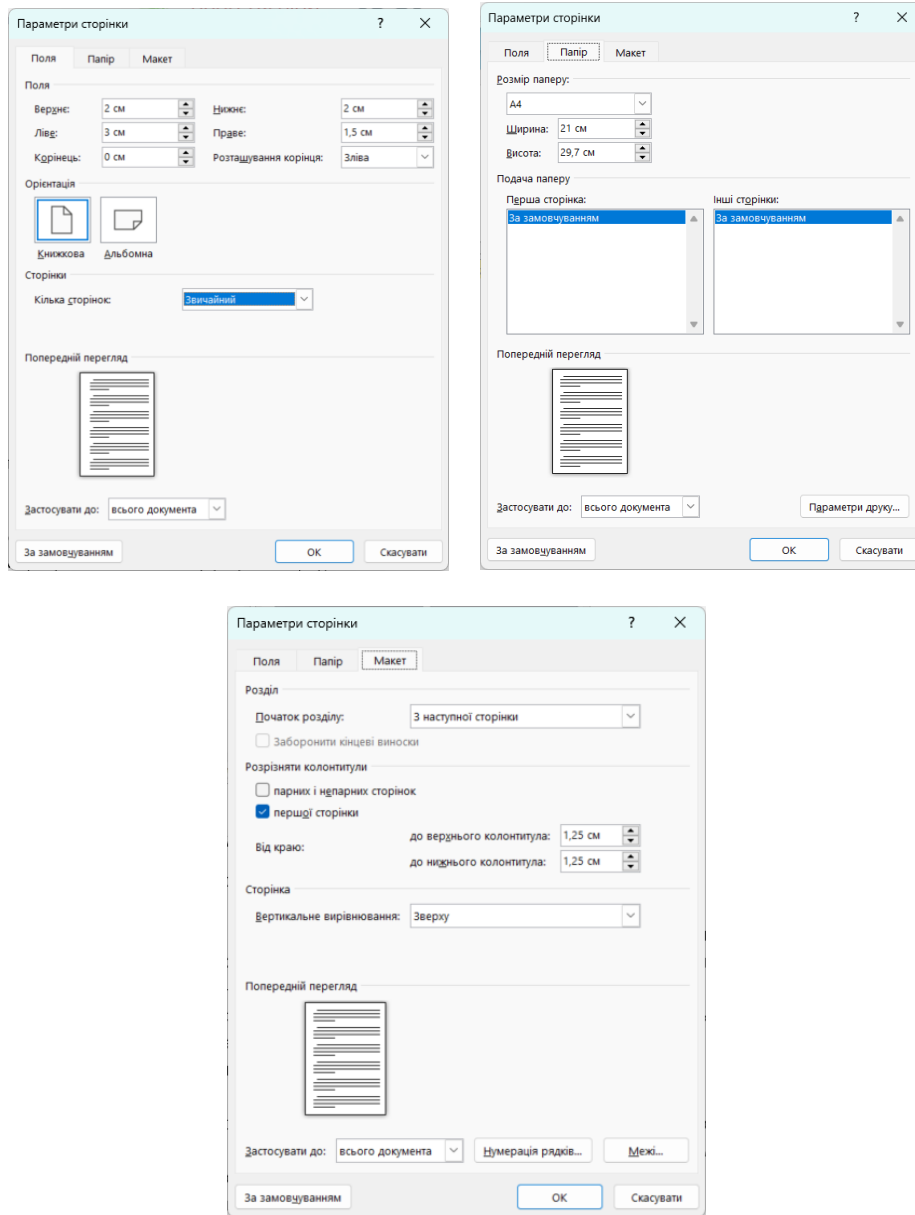 Параметри сторінки ? ✕
Поля Папір Макет
Поля
Верхнє: 2 см Нижнє: 2 см
Ліве: 3 см Праве: 1,5 см
Корінець: 0 см Розташування корінця: Зліва
Орієнтація
Книжкова Альбомна
Сторінки
Кілька сторінок: Звичайний
Попередній перегляд
Застосувати до: всього документа
За замовчуванням ОК Скасувати
Параметри сторінки ? ✕
Поля Папір Макет
Розмір паперу:
A4
Ширина: 21 см
Висота: 29,7 см
Подача паперу
Перша сторінка: Інші сторінки:
За замовчуванням За замовчуванням
Попередній перегляд
Застосувати до: всього документа Параметри друку...
За замовчуванням ОК Скасувати
Параметри сторінки ? ✕
Поля Папір Макет
Розділ
Початок розділу: З наступної сторінки
Заборонити кінцеві виноски
Розрізняти колонтитули
парних і непарних сторінок
першої сторінки
Від краю: до верхнього колонтитула: 1,25 см
до нижнього колонтитула: 1,25 см
Сторінка
Вертикальне вирівнювання: Зверху
Попередній перегляд
Застосувати до: всього документа Нумерація рядків... Межі...
За замовчуванням ОК Скасувати